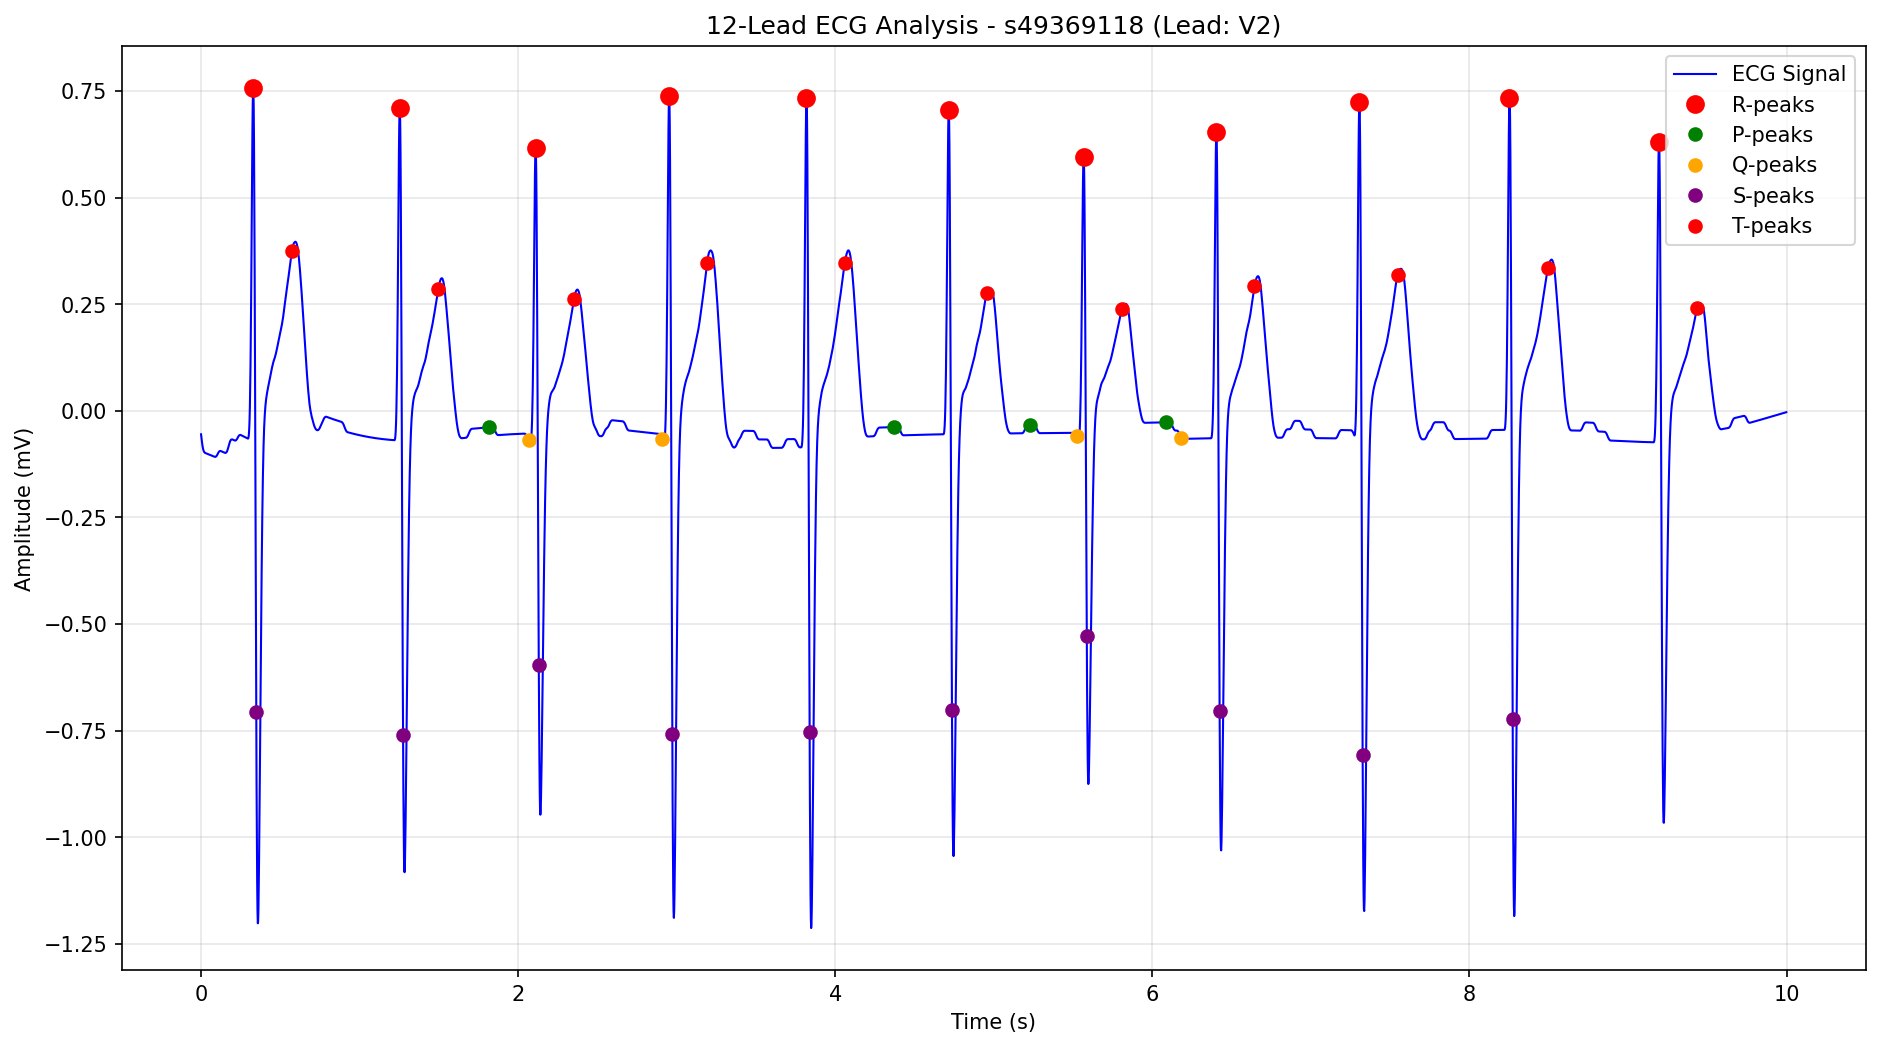 12-Lead ECG Analysis - s49369118 (Lead: V2)
ECG Signal
R-peaks
P-peaks
Q-peaks
S-peaks
T-peaks
Amplitude (mV)
0.75
0.50
0.25
0.00
−0.25
−0.50
−0.75
−1.00
−1.25
0 2 4 6 8 10
Time (s)